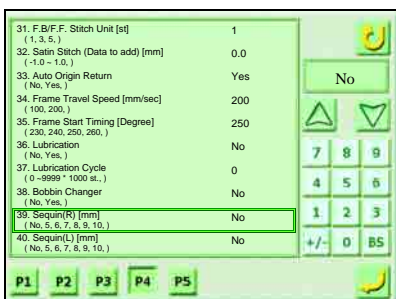 31. F.B/F.F. Stitch Unit [st] 1
( 1, 3, 5, )
32. Satin Stitch (Data to add) [mm] 0.0
( -1.0 ~ 1.0, )
33. Auto Origin Return Yes
( No, Yes, )
34. Frame Travel Speed [mm/sec] 200
( 100, 200, )
35. Frame Start Timing [Degree] 250
( 230, 240, 250, 260, )
36. Lubrication No
( No, Yes, )
37. Lubrication Cycle 0
( 0 ~9999 * 1000 st., )
38. Bobbin Changer No
( No, Yes, )
39. Sequin(R) [mm] No
( No, 5, 6, 7, 8, 9, 10, )
40. Sequin(L) [mm] No
( No, 5, 6, 7, 8, 9, 10, )
No
7 8 9
4 5 6
1 2 3
+/- 0 BS
P1 P2 P3 P4 P5